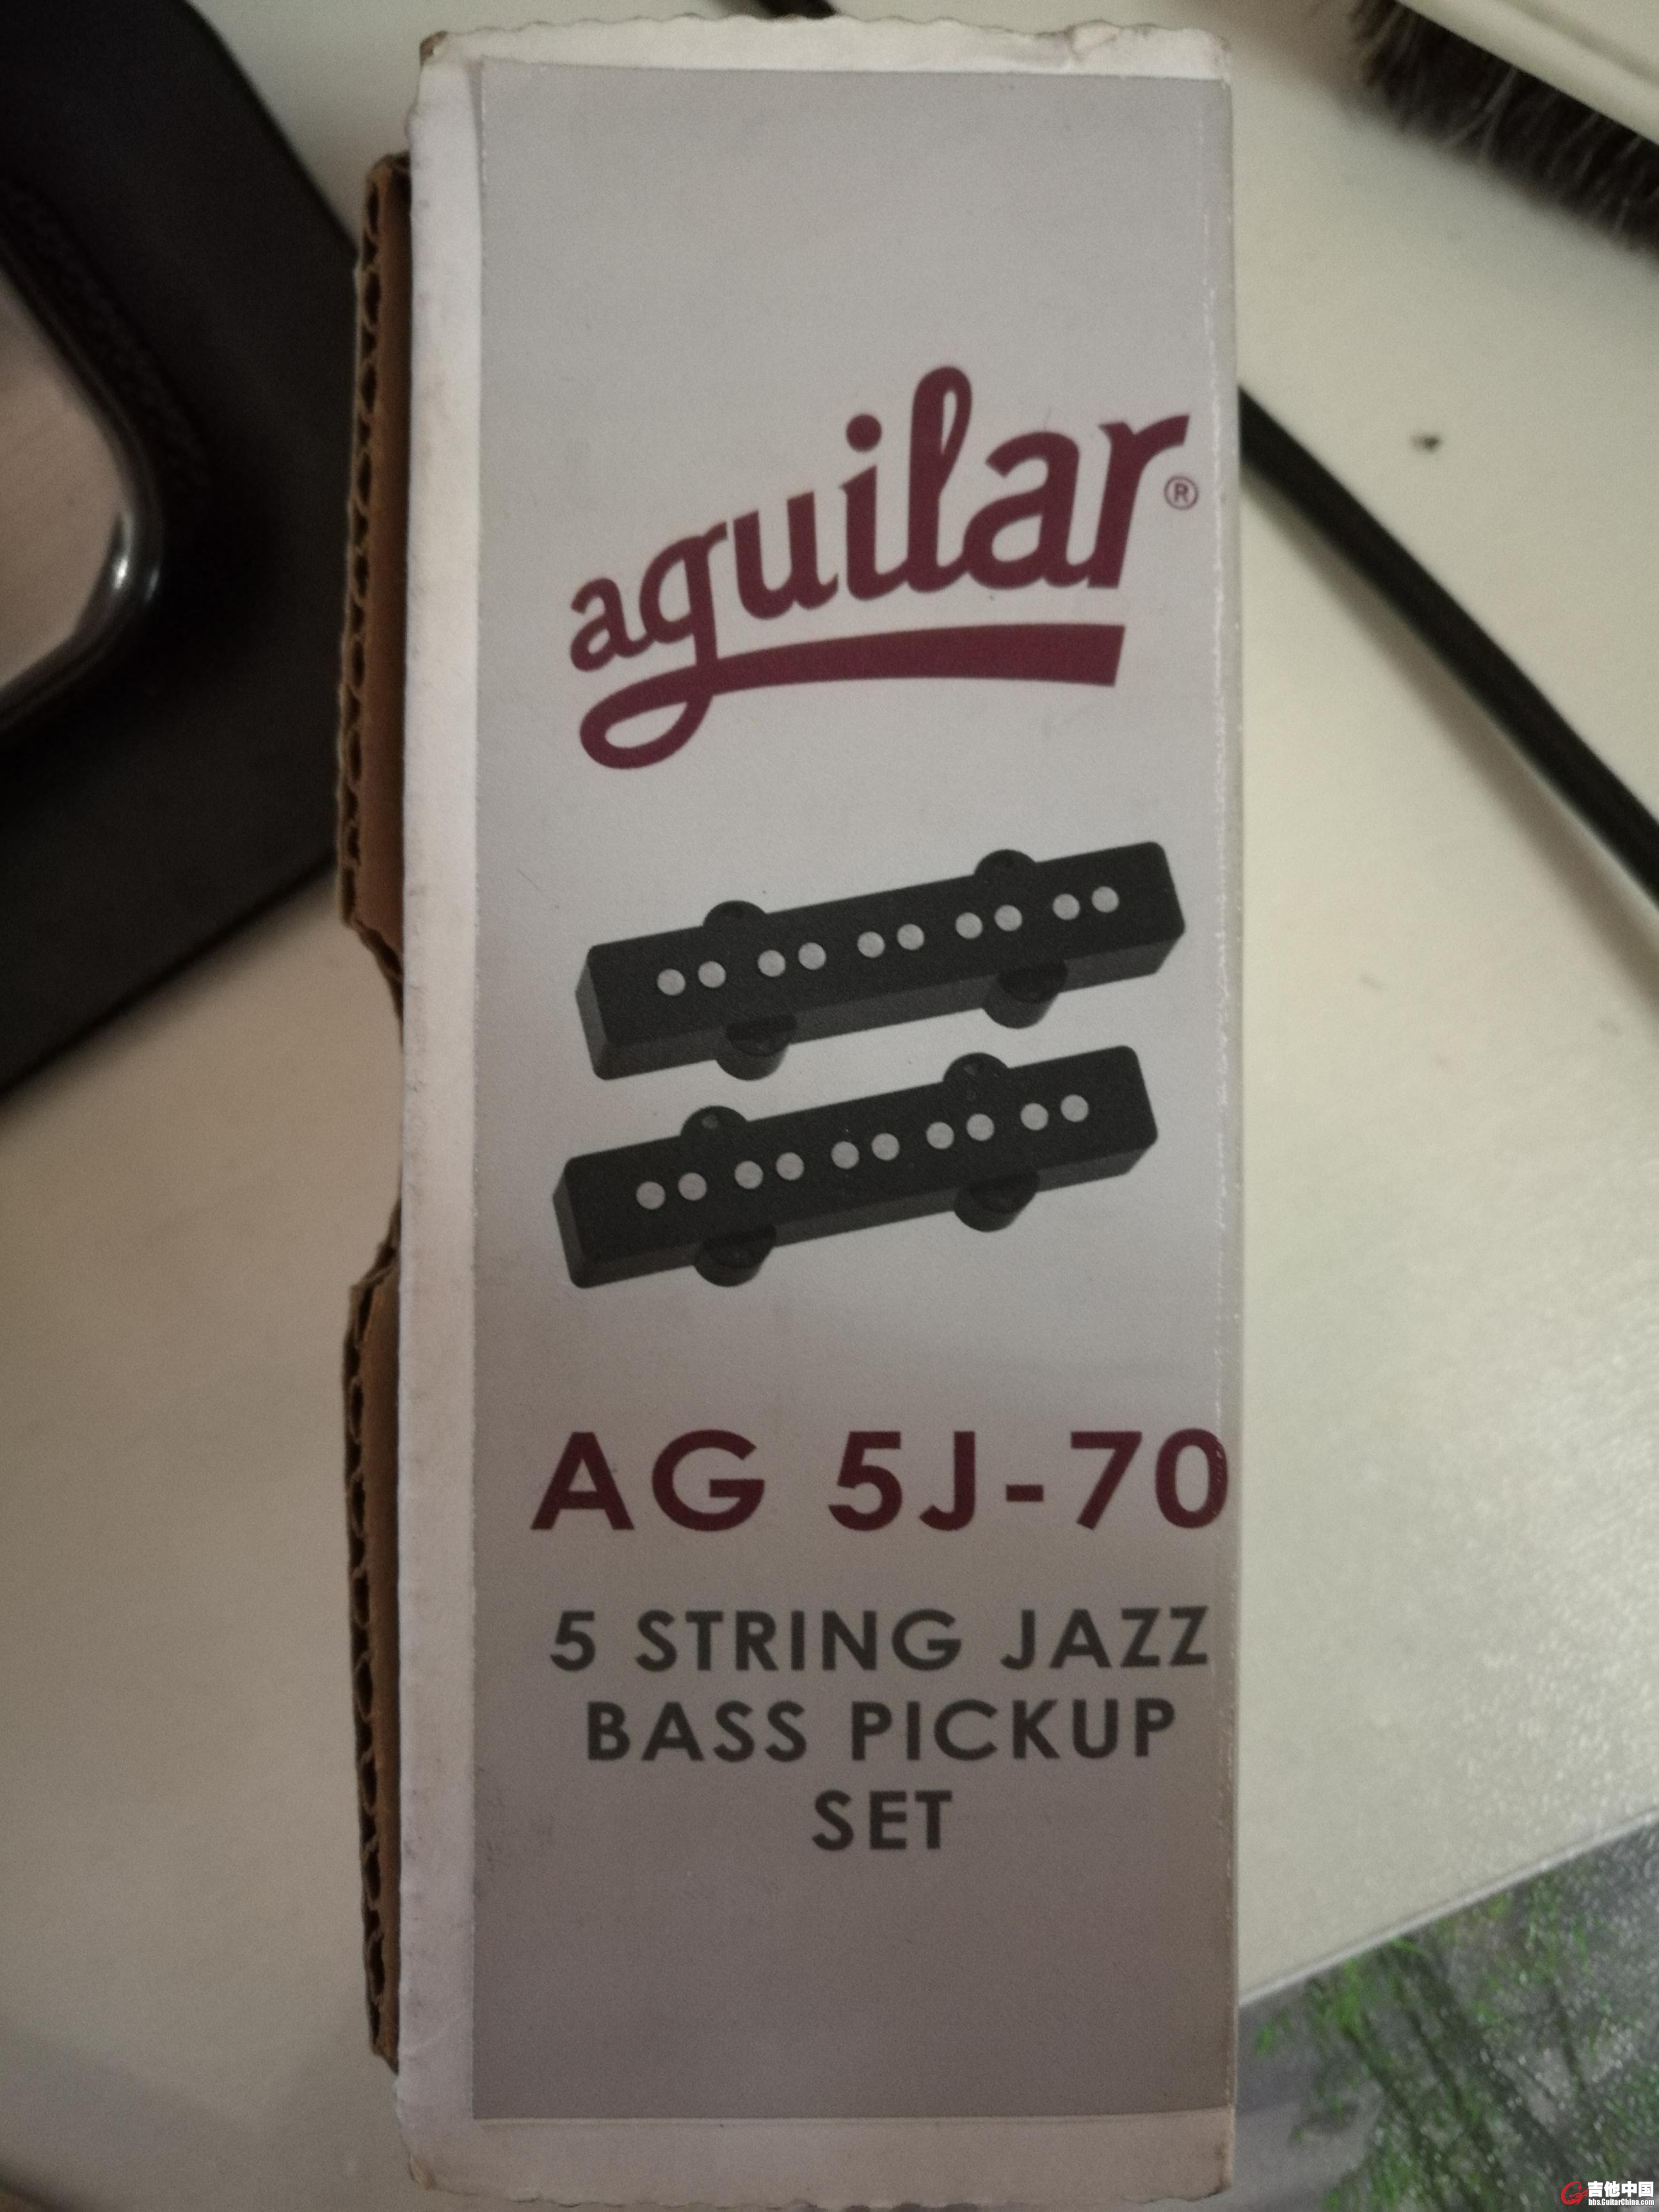 aguilar®
AG 5J-70
5 STRING JAZZ
BASS PICKUP
SET
吉他中国
bbs.GuitarChina.com